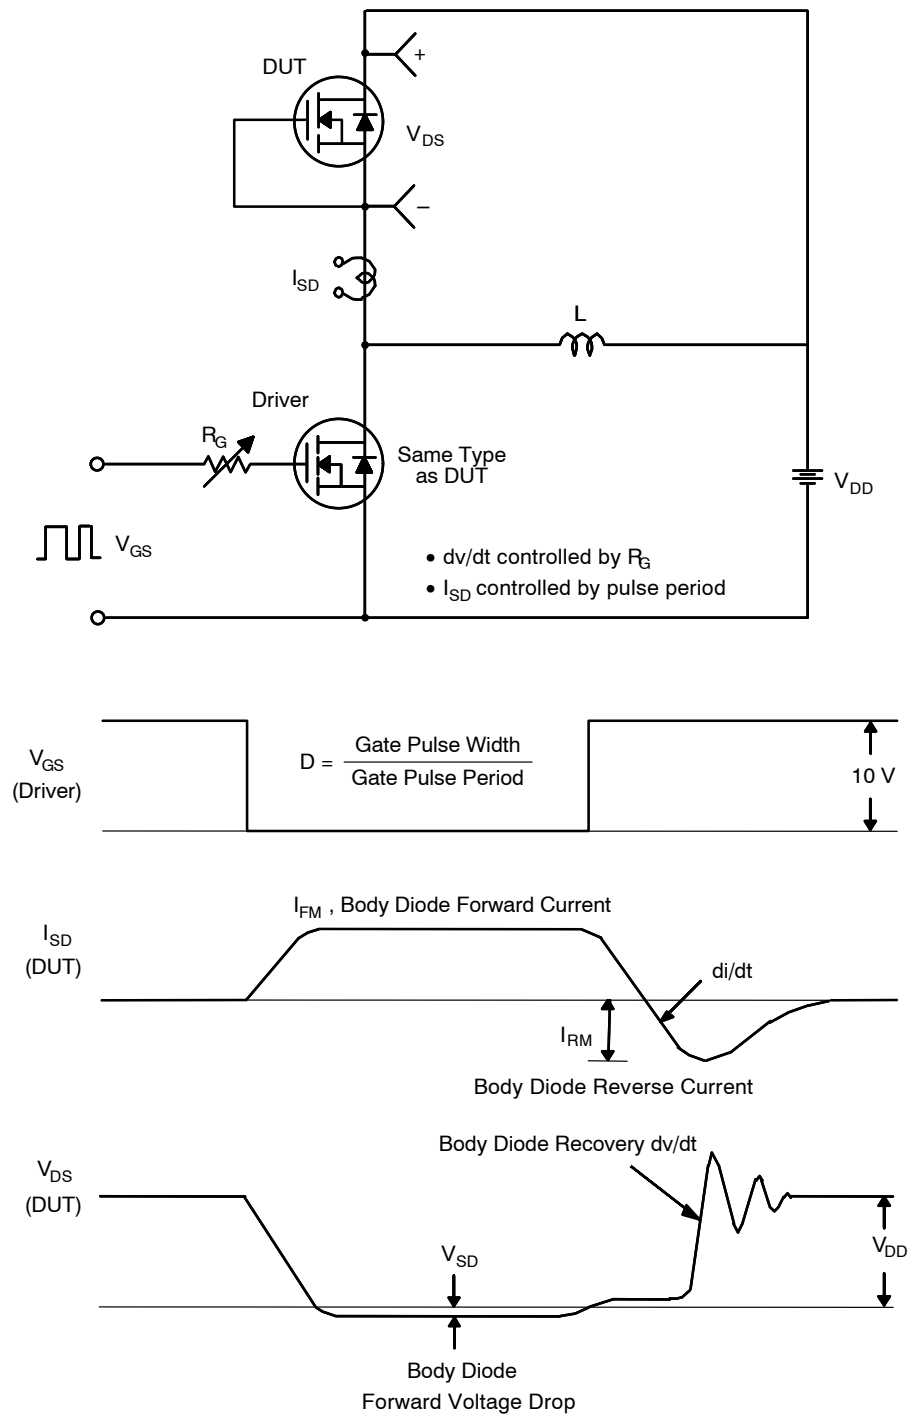 +
DUT
V_DS
−
I_SD
L
Driver
R_G
Same Type
as DUT
V_DD
V_GS
• dv/dt controlled by R_G
• I_SD controlled by pulse period
V_GS
(Driver)
D = Gate Pulse Width
Gate Pulse Period
10 V
I_FM , Body Diode Forward Current
I_SD
(DUT)
di/dt
I_RM
Body Diode Reverse Current
Body Diode Recovery dv/dt
V_DS
(DUT)
V_SD
V_DD
Body Diode
Forward Voltage Drop